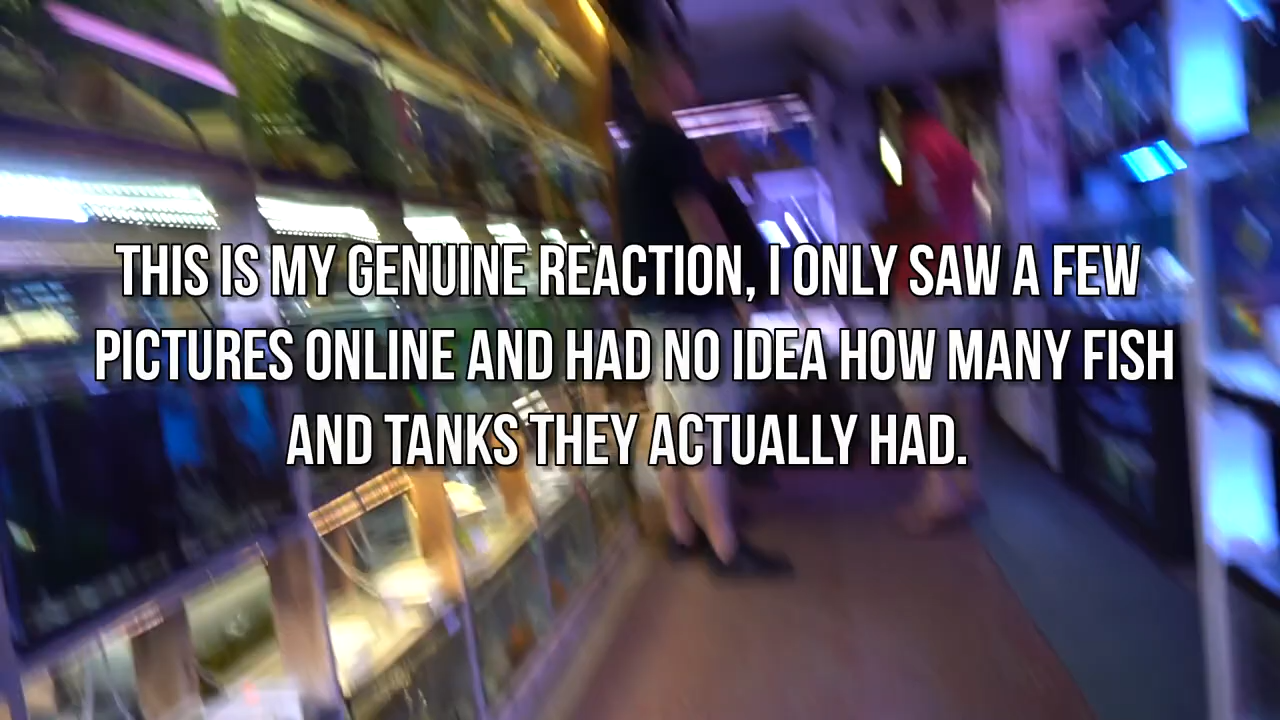 THIS IS MY GENUINE REACTION, I ONLY SAW A FEW
PICTURES ONLINE AND HAD NO IDEA HOW MANY FISH
AND TANKS THEY ACTUALLY HAD.